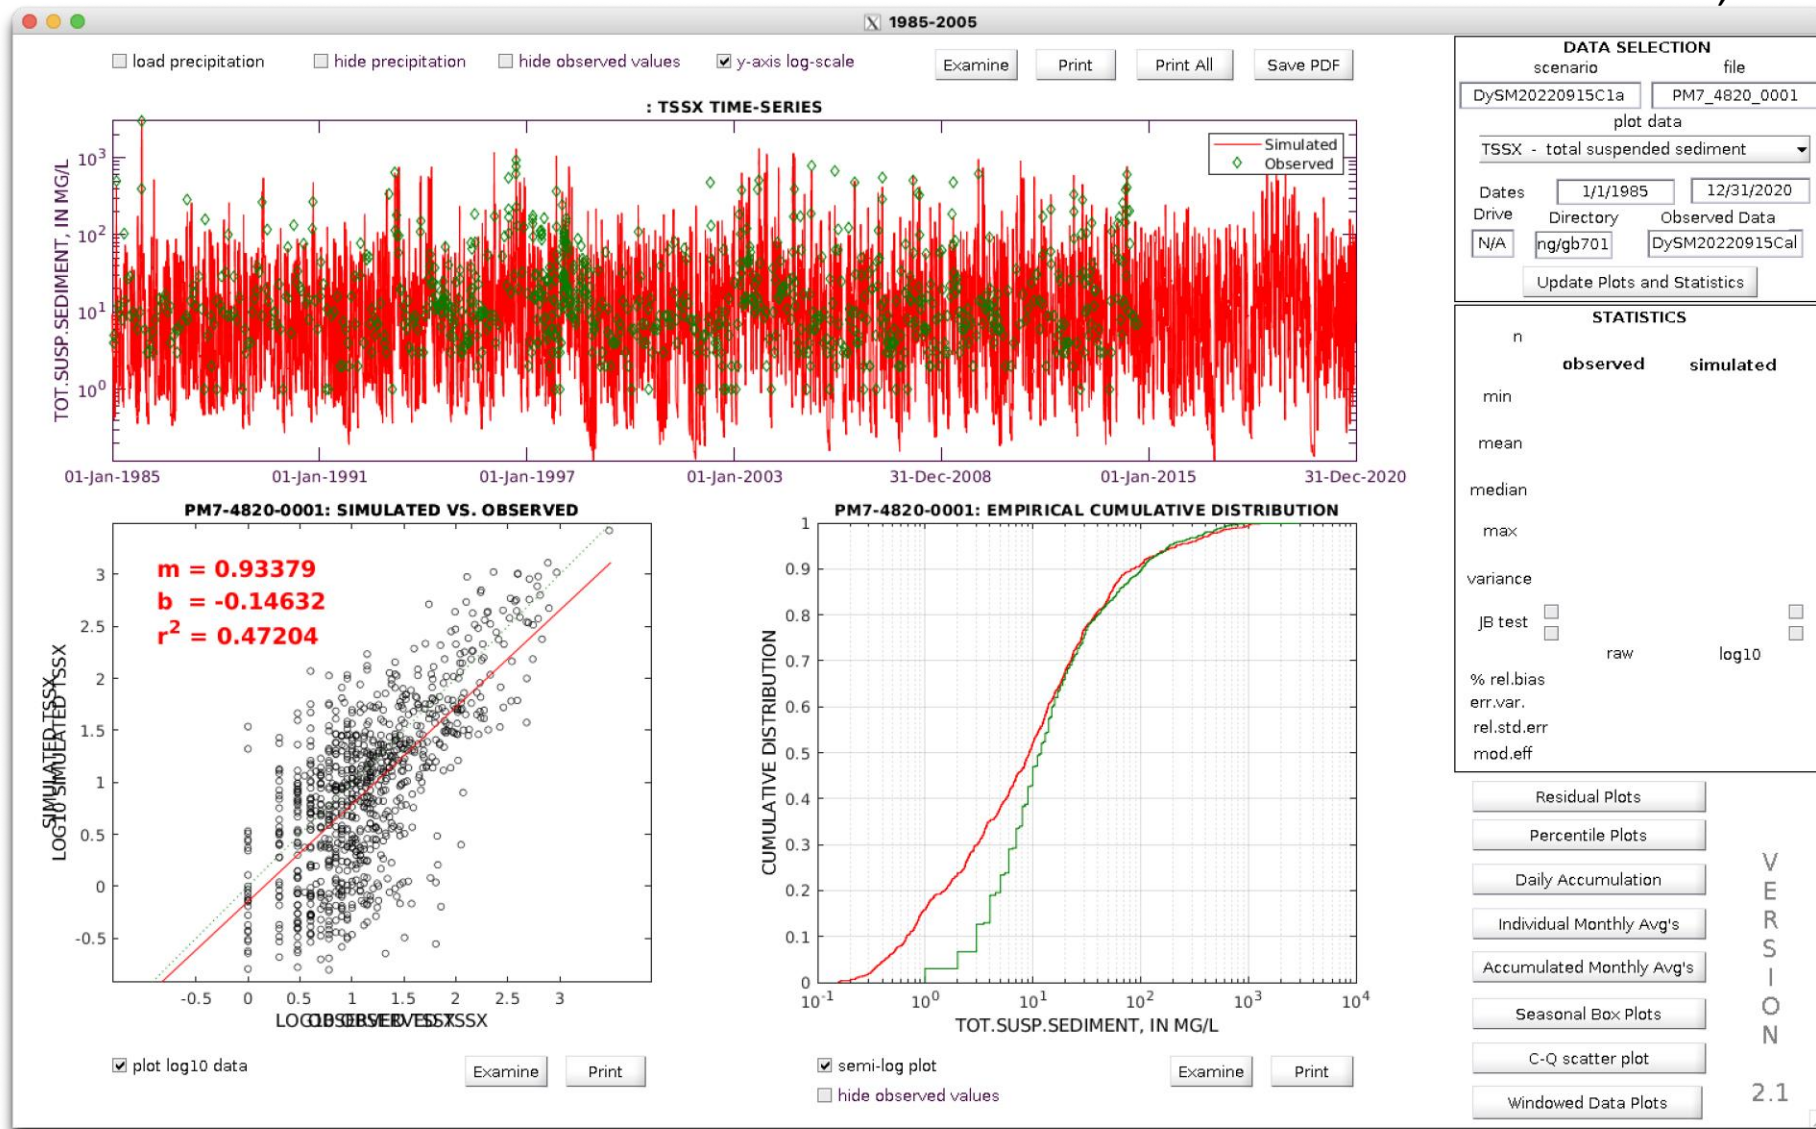 1985-2005
load precipitation
hide precipitation
hide observed values
y-axis log-scale
Examine
Print
Print All
Save PDF
: TSSX TIME-SERIES
TOT.SUSP.SEDIMENT, IN MG/L
10³
10²
10¹
10⁰
Simulated
Observed
01-Jan-1985
01-Jan-1991
01-Jan-1997
01-Jan-2003
31-Dec-2008
01-Jan-2015
31-Dec-2020
PM7-4820-0001: SIMULATED VS. OBSERVED
m = 0.93379
b = -0.14632
r² = 0.47204
SIMULATED TSSX
LOG10 SIMULATED TSSX
3
2.5
2
1.5
1
0.5
0
-0.5
-0.5
0
0.5
1
1.5
2
2.5
3
LOG10 OBSERVED TSSX
OBSERVED TSSX
plot log10 data
Examine
Print
PM7-4820-0001: EMPIRICAL CUMULATIVE DISTRIBUTION
CUMULATIVE DISTRIBUTION
1
0.9
0.8
0.7
0.6
0.5
0.4
0.3
0.2
0.1
0
10⁻¹
10⁰
10¹
10²
10³
10⁴
TOT.SUSP.SEDIMENT, IN MG/L
semi-log plot
hide observed values
Examine
Print
DATA SELECTION
scenario
file
DySM20220915C1a
PM7_4820_0001
plot data
TSSX - total suspended sediment
Dates
1/1/1985
12/31/2020
Drive
Directory
Observed Data
N/A
ng/gb701
DySM20220915Cal
Update Plots and Statistics
STATISTICS
n
observed
simulated
min
mean
median
max
variance
JB test
raw
log10
% rel.bias
err.var.
rel.std.err
mod.eff
Residual Plots
Percentile Plots
Daily Accumulation
Individual Monthly Avg's
Accumulated Monthly Avg's
Seasonal Box Plots
C-Q scatter plot
Windowed Data Plots
VERSION
2.1